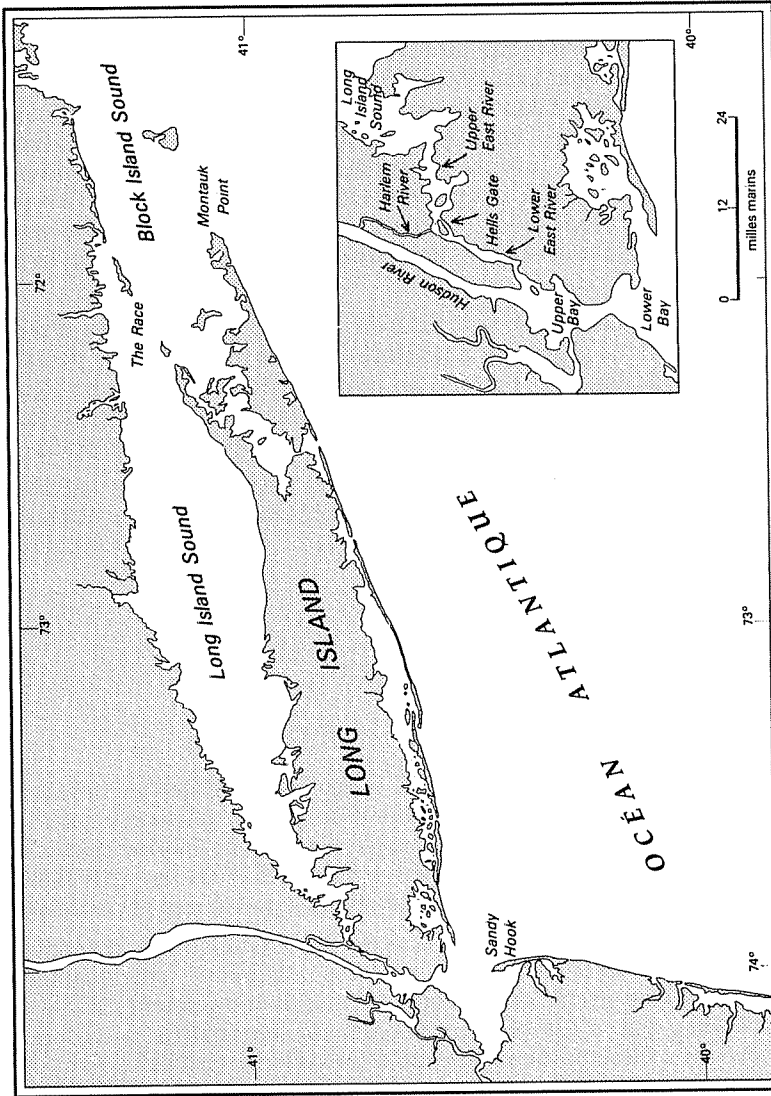 72°
73°
41°
41°
Block Island Sound
Montauk
Point
The Race
Long Island Sound
LONG ISLAND
OCÉAN ATLANTIQUE
Sandy
Hook
74°
73°
40°
40°
Long
Island
Sound
Harlem
River
Upper
East River
Hells Gate
Lower
East River
Hudson River
Upper
Bay
Lower
Bay
0 12 24
milles marins